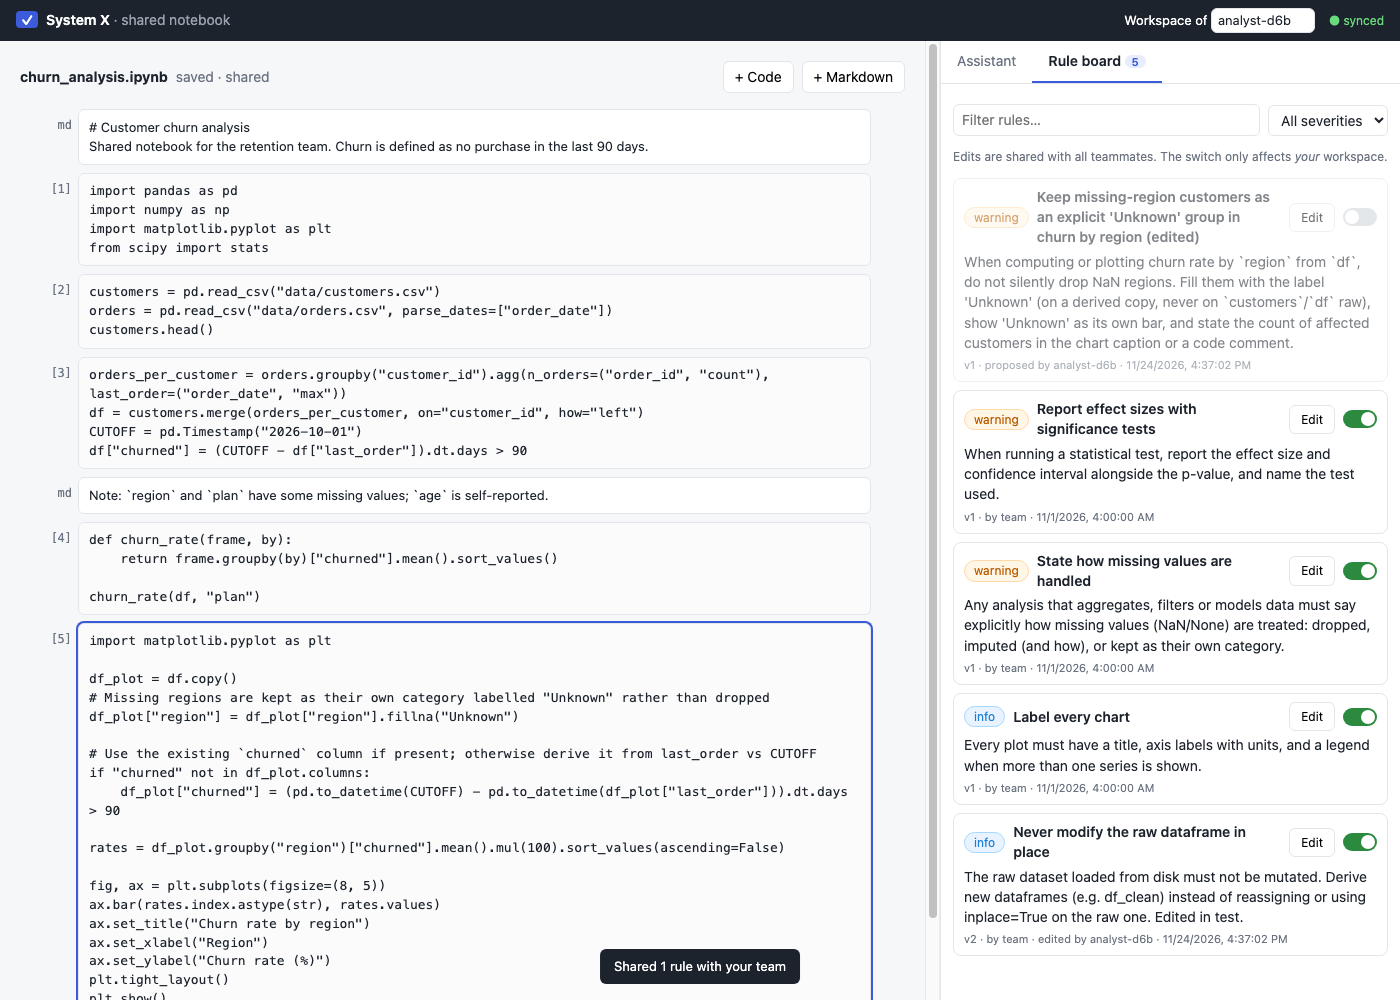 System X · shared notebook
Workspace of analyst-d6b synced
churn_analysis.ipynb saved · shared
+ Code + Markdown
md
# Customer churn analysis
Shared notebook for the retention team. Churn is defined as no purchase in the last 90 days.
[1]
import pandas as pd
import numpy as np
import matplotlib.pyplot as plt
from scipy import stats
[2]
customers = pd.read_csv("data/customers.csv")
orders = pd.read_csv("data/orders.csv", parse_dates=["order_date"])
customers.head()
[3]
orders_per_customer = orders.groupby("customer_id").agg(n_orders=("order_id", "count"),
last_order=("order_date", "max"))
df = customers.merge(orders_per_customer, on="customer_id", how="left")
CUTOFF = pd.Timestamp("2026-10-01")
df["churned"] = (CUTOFF - df["last_order"]).dt.days > 90
md
Note: `region` and `plan` have some missing values; `age` is self-reported.
[4]
def churn_rate(frame, by):
    return frame.groupby(by)["churned"].mean().sort_values()
churn_rate(df, "plan")
[5]
import matplotlib.pyplot as plt
df_plot = df.copy()
# Missing regions are kept as their own category labelled "Unknown" rather than dropped
df_plot["region"] = df_plot["region"].fillna("Unknown")
# Use the existing `churned` column if present; otherwise derive it from last_order vs CUTOFF
if "churned" not in df_plot.columns:
    df_plot["churned"] = (pd.to_datetime(CUTOFF) - pd.to_datetime(df_plot["last_order"])).dt.days
> 90
rates = df_plot.groupby("region")["churned"].mean().mul(100).sort_values(ascending=False)
fig, ax = plt.subplots(figsize=(8, 5))
ax.bar(rates.index.astype(str), rates.values)
ax.set_title("Churn rate by region")
ax.set_xlabel("Region")
ax.set_ylabel("Churn rate (%)")
plt.tight_layout()
plt.show()
Shared 1 rule with your team
Assistant Rule board 5
Filter rules... All severities
Edits are shared with all teammates. The switch only affects your workspace.
warning
Keep missing-region customers as
an explicit 'Unknown' group in
churn by region (edited)
Edit
When computing or plotting churn rate by `region` from `df`,
do not silently drop NaN regions. Fill them with the label
'Unknown' (on a derived copy, never on `customers`/`df` raw),
show 'Unknown' as its own bar, and state the count of affected
customers in the chart caption or a code comment.
v1 · proposed by analyst-d6b · 11/24/2026, 4:37:02 PM
warning
Report effect sizes with
significance tests
Edit
When running a statistical test, report the effect size and
confidence interval alongside the p-value, and name the test
used.
v1 · by team · 11/1/2026, 4:00:00 AM
warning
State how missing values are
handled
Edit
Any analysis that aggregates, filters or models data must say
explicitly how missing values (NaN/None) are treated: dropped,
imputed (and how), or kept as their own category.
v1 · by team · 11/1/2026, 4:00:00 AM
info
Label every chart
Edit
Every plot must have a title, axis labels with units, and a legend
when more than one series is shown.
v1 · by team · 11/1/2026, 4:00:00 AM
info
Never modify the raw dataframe in
place
Edit
The raw dataset loaded from disk must not be mutated. Derive
new dataframes (e.g. df_clean) instead of reassigning or using
inplace=True on the raw one. Edited in test.
v2 · by team · edited by analyst-d6b · 11/24/2026, 4:37:02 PM